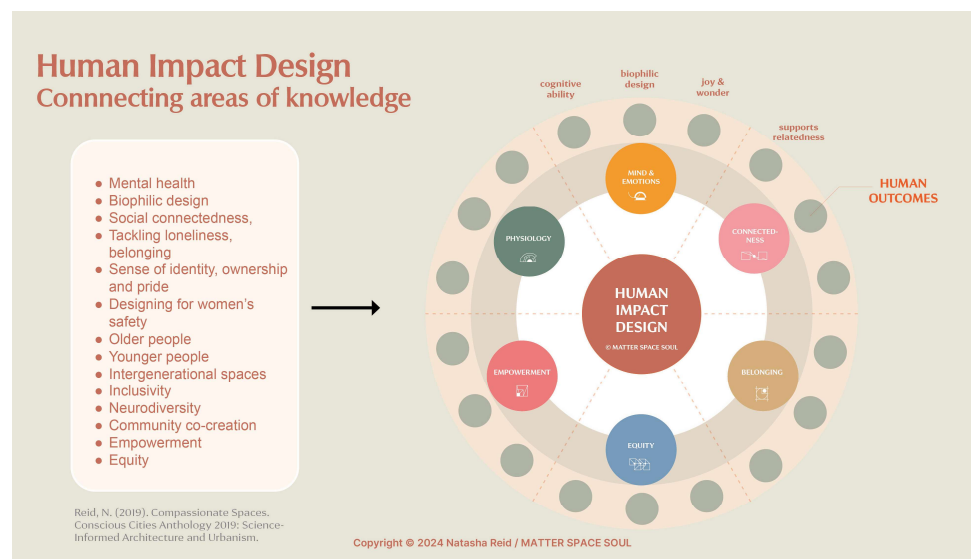 Human Impact Design
Connnecting areas of knowledge
Mental health
Biophilic design
Social connectedness,
Tackling loneliness,
belonging
Sense of identity, ownership
and pride
Designing for women's
safety
Older people
Younger people
Intergenerational spaces
Inclusivity
Neurodiversity
Community co-creation
Empowerment
Equity
Reid, N. (2019). Compassionate Spaces.
Conscious Cities Anthology 2019: Science-
Informed Architecture and Urbanism.
cognitive
ability
biophilic
design
joy &
wonder
supports
relatedness
HUMAN
OUTCOMES
MIND &
EMOTIONS
PHYSIOLOGY
CONNECTED-
NESS
HUMAN
IMPACT
DESIGN
© MATTER SPACE SOUL
EMPOWERMENT
BELONGING
EQUITY
Copyright © 2024 Natasha Reid / MATTER SPACE SOUL